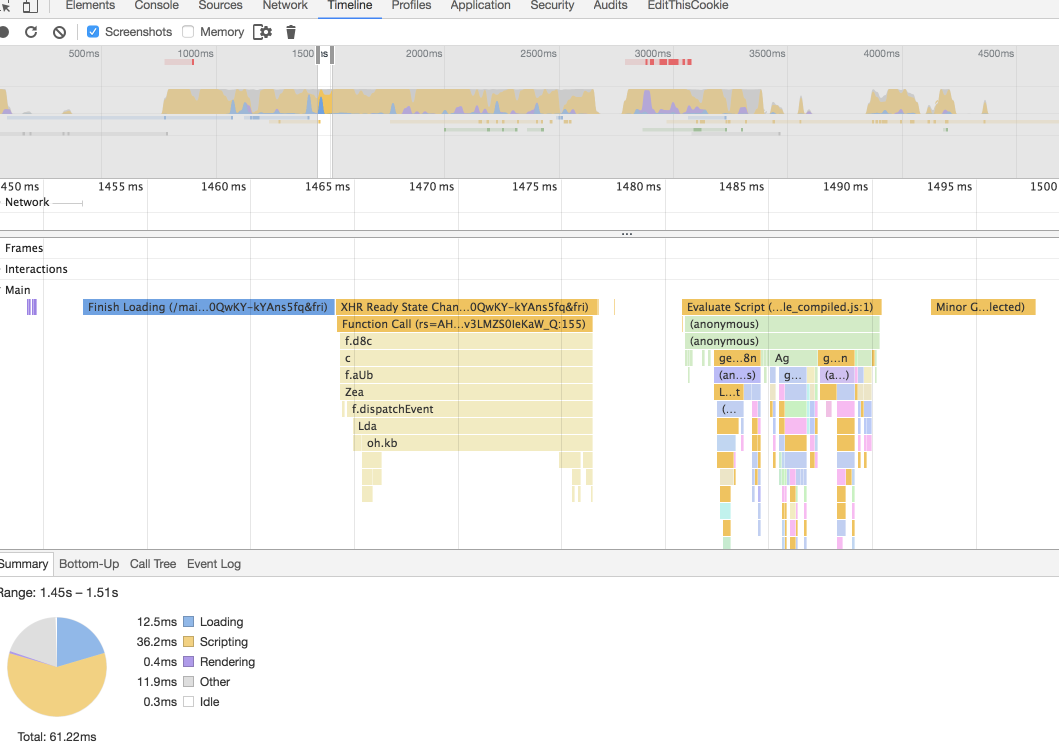 Elements Console Sources Network Timeline Profiles Application Security Audits EditThisCookie
Screenshots Memory
500ms 1000ms 1500 ns 2000ms 2500ms 3000ms 3500ms 4000ms 4500ms
450 ms 1455 ms 1460 ms 1465 ms 1470 ms 1475 ms 1480 ms 1485 ms 1490 ms 1495 ms 1500
Network
...
Frames
Interactions
Main
Finish Loading (/mai...0QwKY-kYAns5fq&fri) XHR Ready State Chan...0QwKY-kYAns5fq&fri) Evaluate Script (...le_compiled.js:1) Minor G...lected)
Function Call (rs=AH...v3LMZS0IeKaW_Q:155) (anonymous)
f.d8c (anonymous)
c ge...8n Ag g...n
f.aUb (an...s) g... (a...)
Zea L...t
f.dispatchEvent (...
Lda
oh.kb
Summary Bottom-Up Call Tree Event Log
Range: 1.45s – 1.51s
12.5ms Loading
36.2ms Scripting
0.4ms Rendering
11.9ms Other
0.3ms Idle
Total: 61.22ms